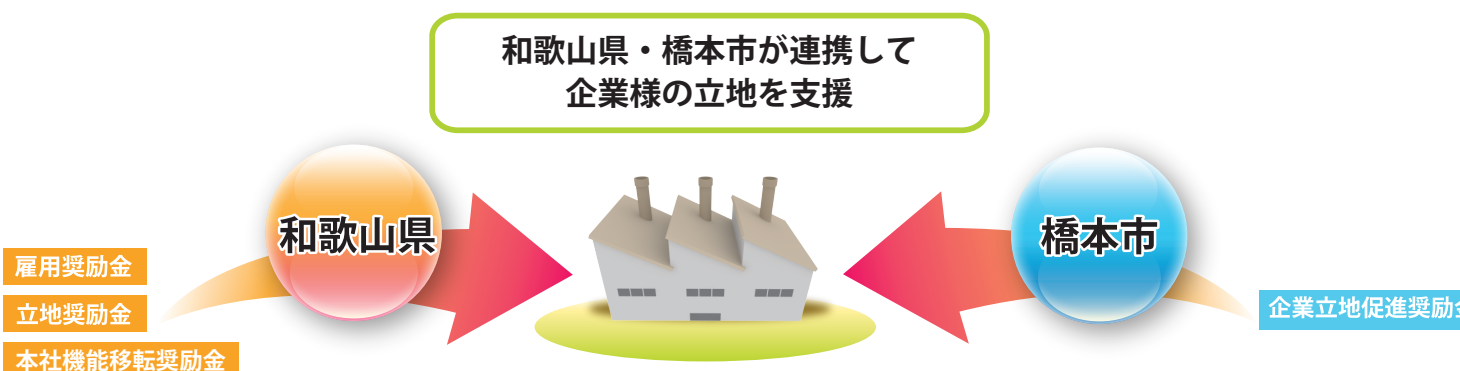 和歌山県・橋本市が連携して
企業様の立地を支援
和歌山県
橋本市
雇用奨励金
立地奨励金
本社機能移転奨励金
企業立地促進奨励金